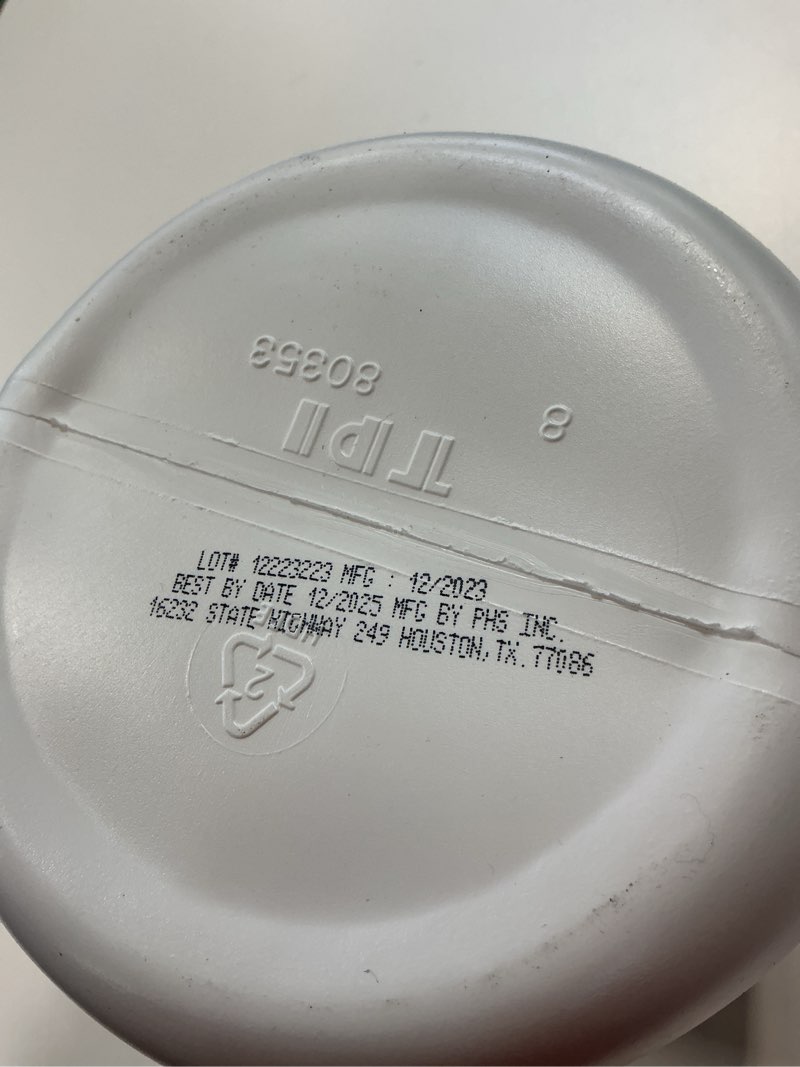 80353
TPI
8
LOT# 12223223 MFG : 12/2023
BEST BY DATE 12/2025 MFG BY PHS INC.
16232 STATE HIGHWAY 249 HOUSTON,TX.77086
2